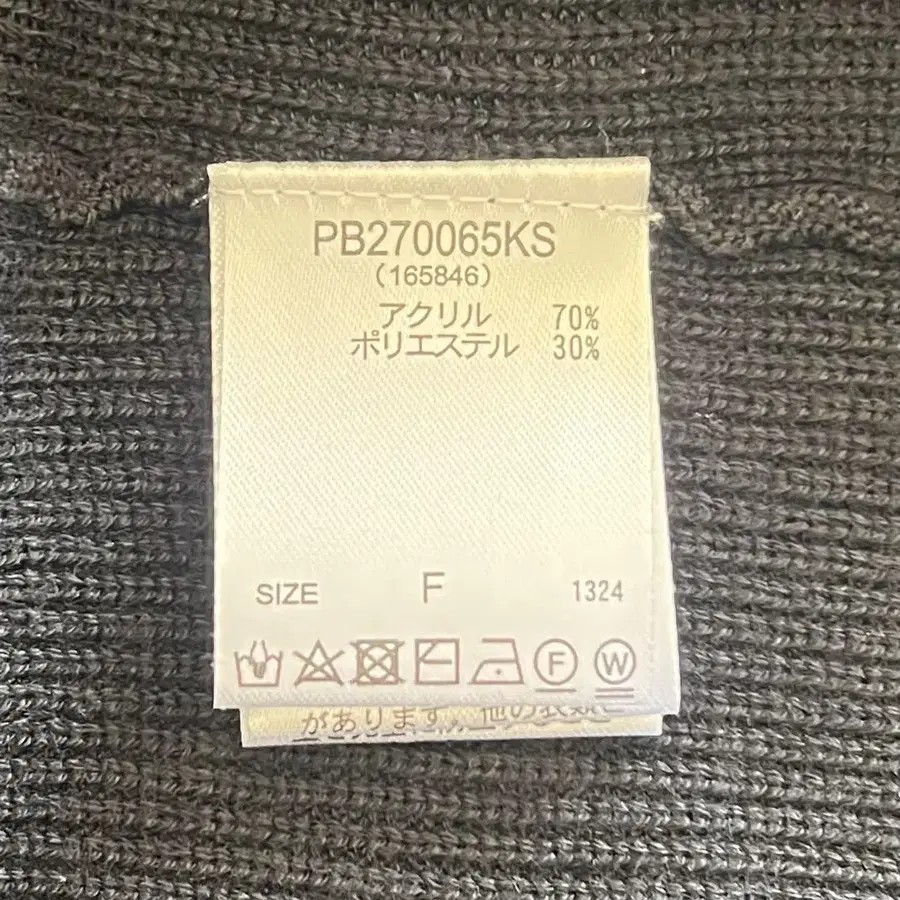 PB270065KS
(165846)
アクリル 70%
ポリエステル 30%
SIZE F 1324
F W
があります。他の衣類と